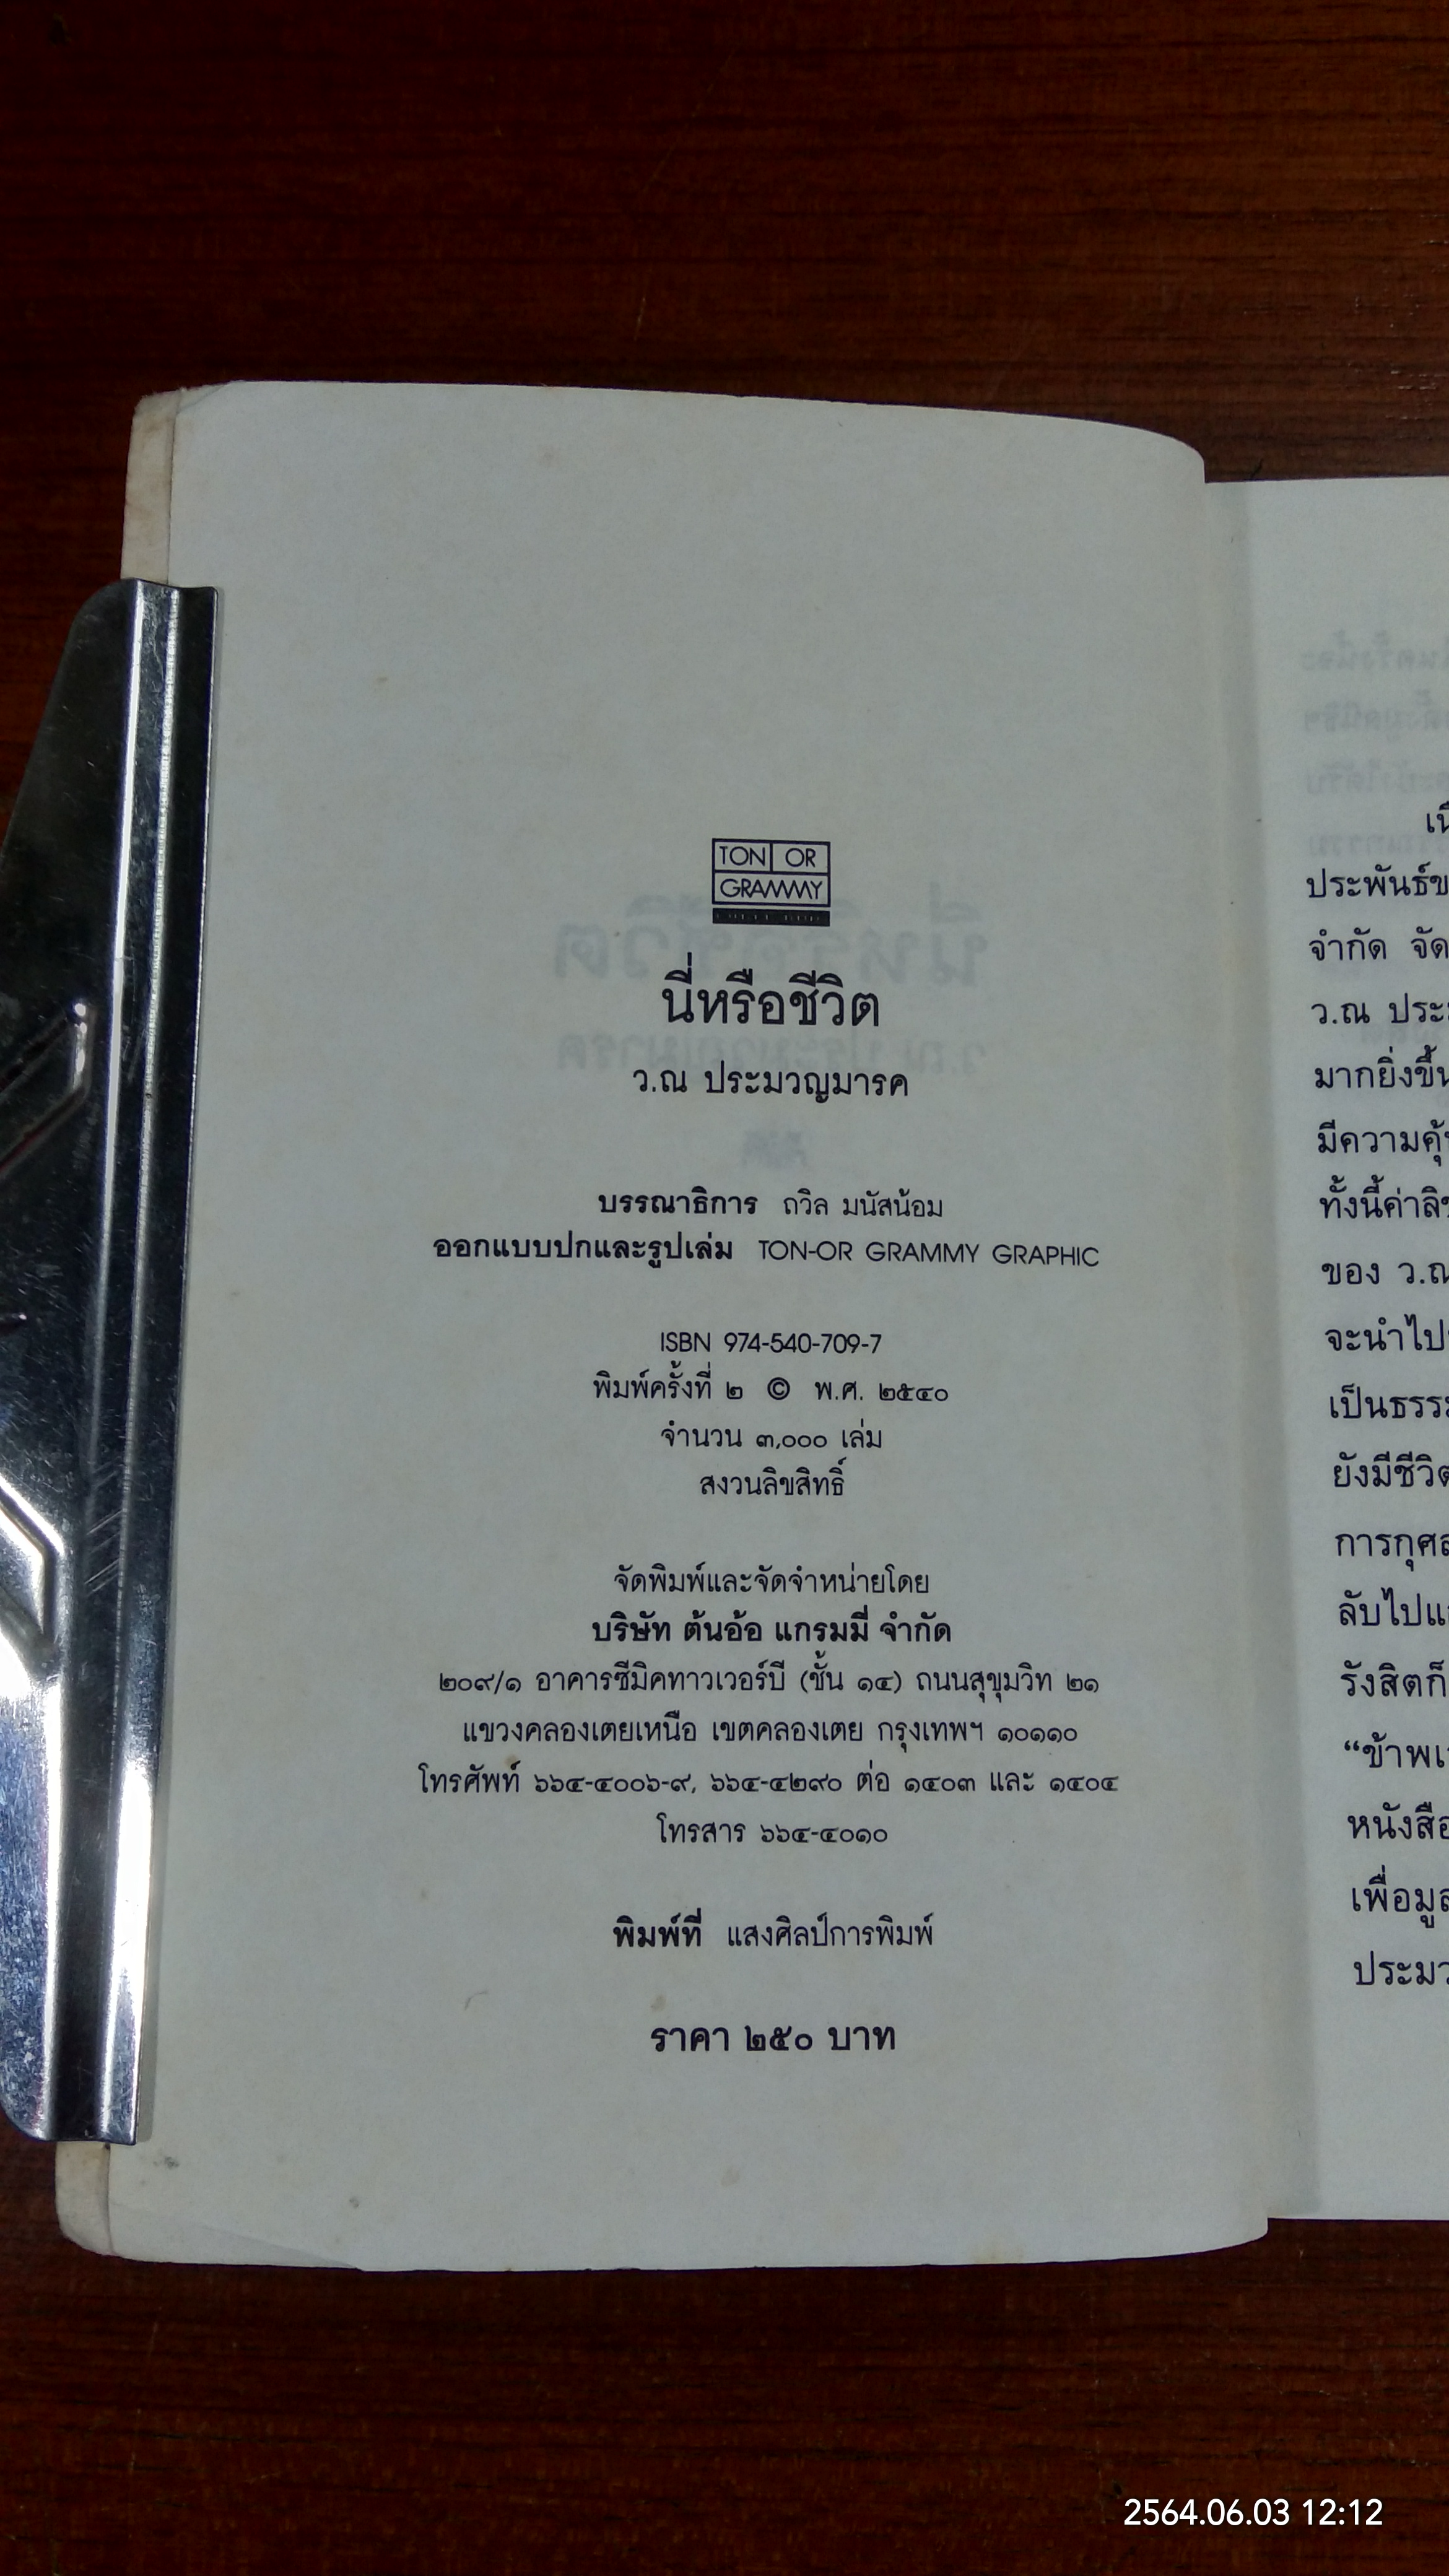 TON OR
GRAMMY
นี่หรือชีวิต
ว.ณ ประมวญมารค
บรรณาธิการ ถวิล มนัสน้อม
ออกแบบปกและรูปเล่ม TON-OR GRAMMY GRAPHIC
ISBN 974-540-709-7
พิมพ์ครั้งที่ ๒ © พ.ศ. ๒๕๔๐
จำนวน ๓,๐๐๐ เล่ม
สงวนลิขสิทธิ์
จัดพิมพ์และจัดจำหน่ายโดย
บริษัท ต้นอ้อ แกรมมี่ จำกัด
๒๐๙/๑ อาคารซีมิคทาวเวอร์บี (ชั้น ๑๔) ถนนสุขุมวิท ๒๑
แขวงคลองเตยเหนือ เขตคลองเตย กรุงเทพฯ ๑๐๑๑๐
โทรศัพท์ ๖๖๔-๔๐๐๖-๙, ๖๖๔-๔๒๙๐ ต่อ ๑๔๐๓ และ ๑๔๐๔
โทรสาร ๖๖๔-๔๐๑๐
พิมพ์ที่ แสงศิลป์การพิมพ์
ราคา ๒๕๐ บาท
ประพันธ์ข
จำกัด จัด
ว.ณ ประ
มากยิ่งขึ้น
มีความคุ้
ทั้งนี้ค่าลิข
ของ ว.ณ
จะนำไป
เป็นธรร
ยังมีชีวิต
การกุศล
ลับไปแ
รังสิตก็
“ข้าพเ
หนังสือ
เพื่อมูล
ประมว
2564.06.03 12:12